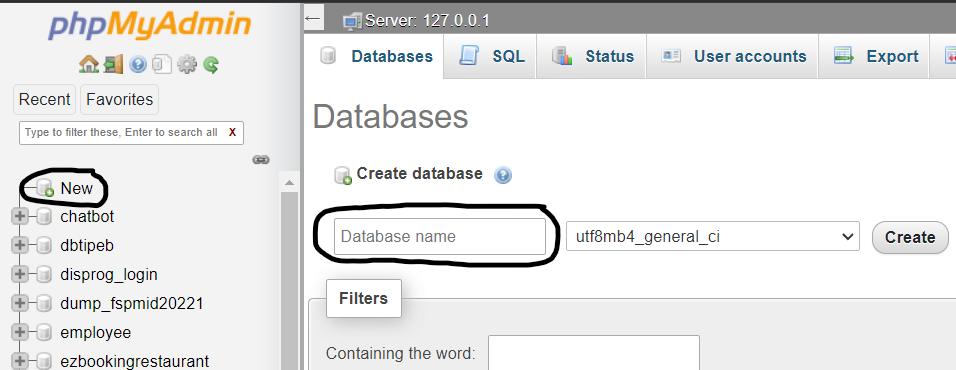 phpMyAdmin
Recent Favorites
Type to filter these, Enter to search all X
New
chatbot
dbtipeb
disprog_login
dump_fspmid20221
employee
ezbookingrestaurant
Server: 127.0.0.1
Databases SQL Status User accounts Export
Databases
Create database
Database name utf8mb4_general_ci Create
Filters
Containing the word: